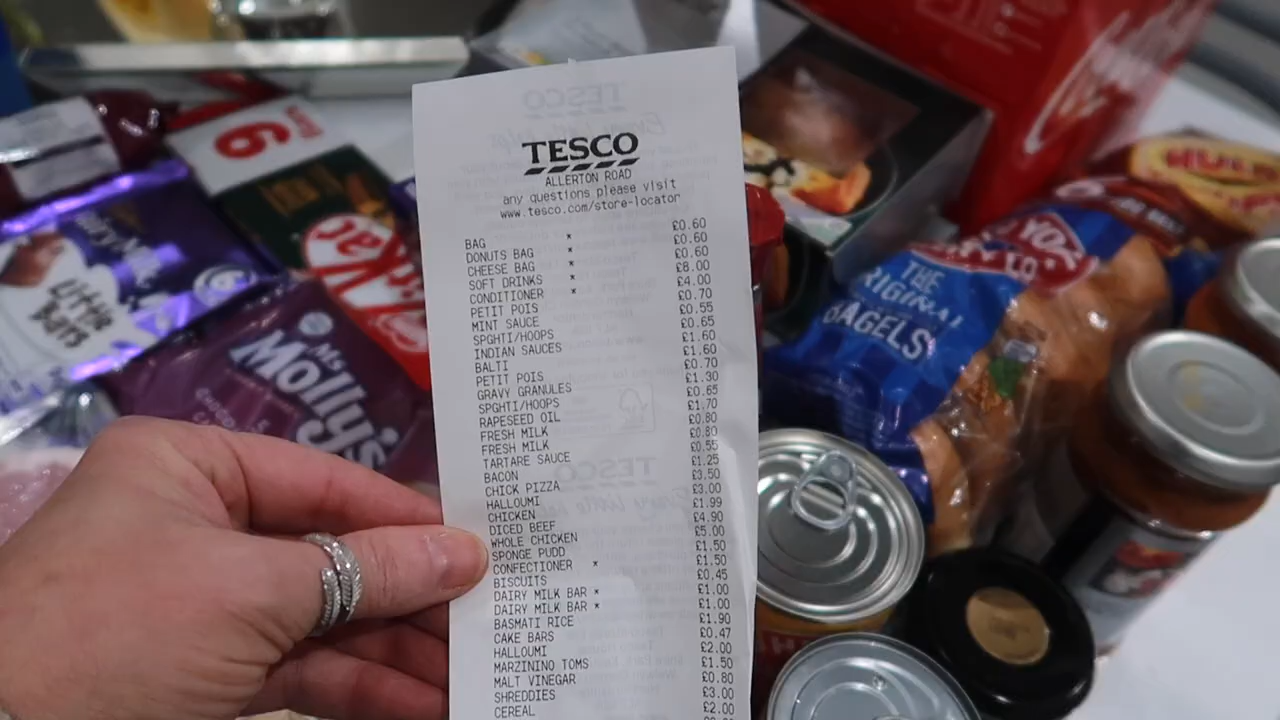 TESCO
ALLERTON ROAD
any questions please visit
www.tesco.com/store-locator
BAG * £0.60
DONUTS BAG * £0.60
CHEESE BAG * £0.60
SOFT DRINKS * £8.00
CONDITIONER * £4.00
PETIT POIS £0.70
MINT SAUCE £0.55
SPGHTI/HOOPS £0.65
INDIAN SAUCES £1.60
BALTI £1.60
PETIT POIS £0.70
GRAVY GRANULES £1.30
SPGHTI/HOOPS £0.65
RAPESEED OIL £1.70
FRESH MILK £0.80
FRESH MILK £0.80
TARTARE SAUCE £0.55
BACON £1.25
CHICK PIZZA £3.50
HALLOUMI £3.00
CHICKEN £1.99
DICED BEEF £4.90
WHOLE CHICKEN £5.00
SPONGE PUDD £1.50
CONFECTIONER * £1.50
BISCUITS £0.45
DAIRY MILK BAR * £1.00
DAIRY MILK BAR * £1.00
BASMATI RICE £1.90
CAKE BARS £0.47
HALLOUMI £2.00
MARZININO TOMS £1.50
MALT VINEGAR £0.80
SHREDDIES £3.00
CEREAL £2.00
6
Little
Bars
Ms
Molly's
THE
ORIGINAL
BAGELS